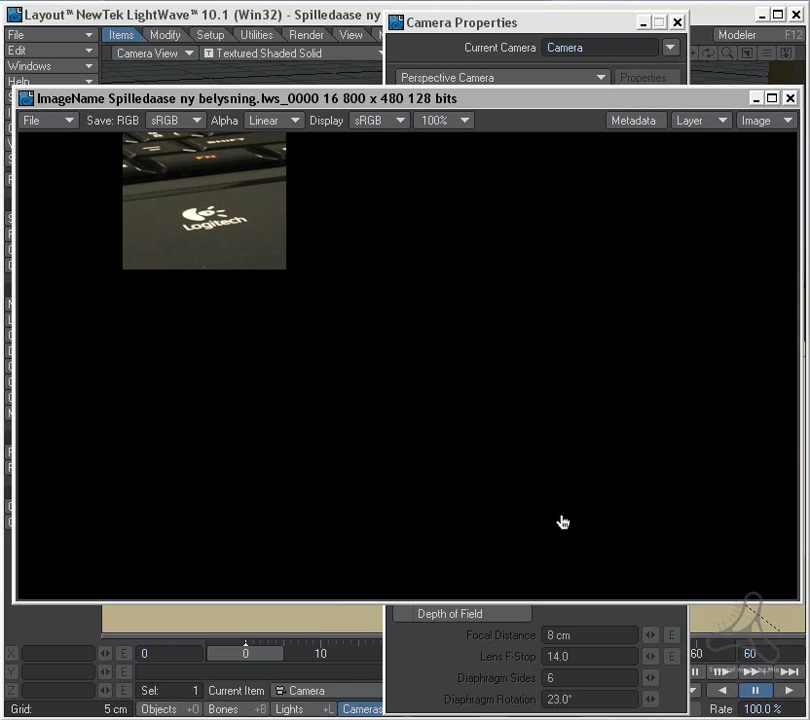 Layout™ NewTek LightWave™ 10.1 (Win32) - Spilledaase ny
Camera Properties
File
Items
Modify
Setup
Utilities
Render
View
Current Camera
Camera
Modeler
F12
Edit
Camera View
Textured Shaded Solid
Windows
Perspective Camera
Properties
Help
ImageName Spilledaase ny belysning.lws_0000 16 800 x 480 128 bits
File
Save: RGB
sRGB
Alpha
Linear
Display
sRGB
100%
Metadata
Layer
Image
SHIFT
FN
Logitech
Depth of Field
Focal Distance
8 cm
E
Lens F-Stop
14.0
E
Diaphragm Sides
6
Diaphragm Rotation
23.0°
X
E
0
0
10
60
60
Y
E
Z
E
Sel: 1
Current Item
Camera
Grid: 5 cm
Objects +O
Bones +B
Lights +L
Cameras
Rate
100.0 %